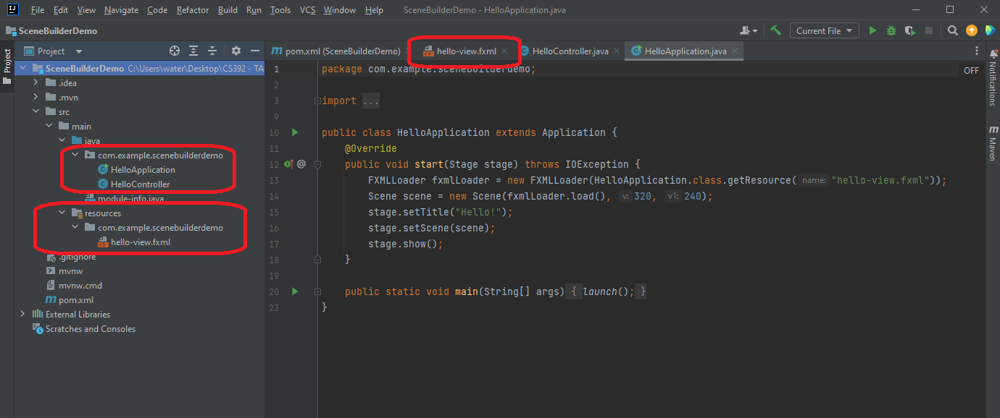 File Edit View Navigate Code Refactor Build Run Tools VCS Window Help SceneBuilderDemo - HelloApplication.java
SceneBuilderDemo
Current File
Project
pom.xml (SceneBuilderDemo)
hello-view.fxml
HelloController.java
HelloApplication.java
Project
SceneBuilderDemo C:\Users\water\Desktop\CS392 - TA
.idea
.mvn
src
main
java
com.example.scenebuilderdemo
HelloApplication
HelloController
module-info.java
resources
com.example.scenebuilderdemo
hello-view.fxml
.gitignore
mvnw
mvnw.cmd
pom.xml
External Libraries
Scratches and Consoles
1 package com.example.scenebuilderdemo;
2
3 import ...
9
10 public class HelloApplication extends Application {
11 @Override
12 @ public void start(Stage stage) throws IOException {
13 FXMLLoader fxmlLoader = new FXMLLoader(HelloApplication.class.getResource( name: "hello-view.fxml"));
14 Scene scene = new Scene(fxmlLoader.load(), v: 320, v1: 240);
15 stage.setTitle("Hello!");
16 stage.setScene(scene);
17 stage.show();
18 }
19
20 public static void main(String[] args) { launch(); }
23 }
OFF
Notifications
m
Maven